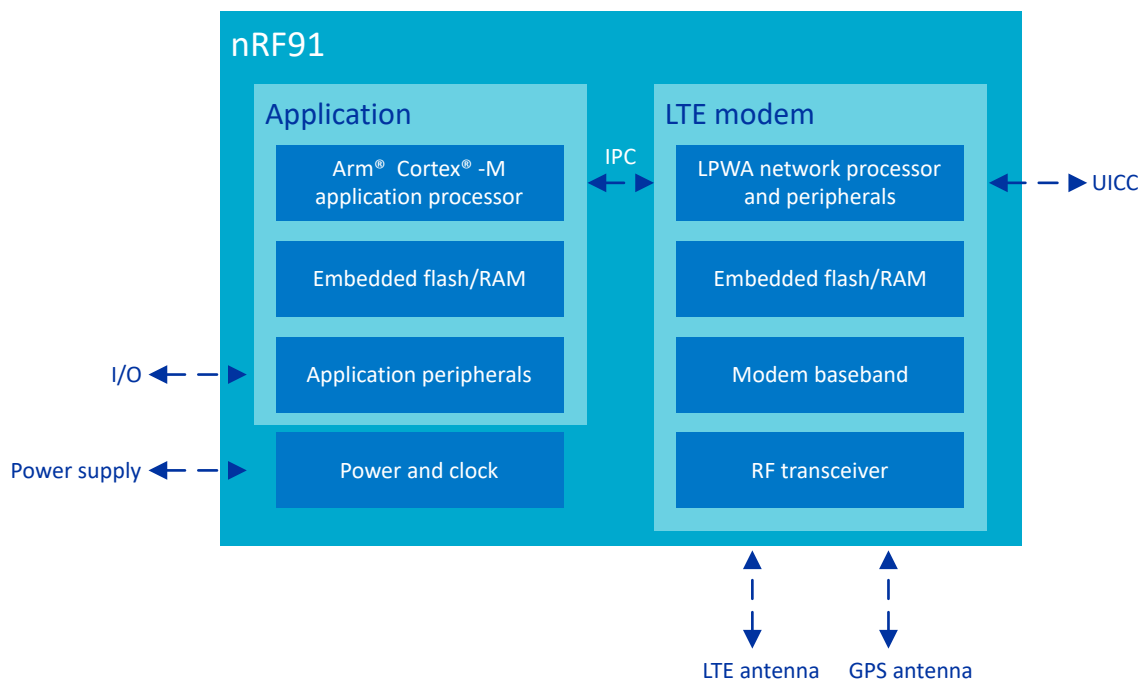 nRF91
Application
Arm® Cortex® -M
application processor
Embedded flash/RAM
Application peripherals
Power and clock
IPC
LTE modem
LPWA network processor
and peripherals
Embedded flash/RAM
Modem baseband
RF transceiver
UICC
I/O
Power supply
LTE antenna
GPS antenna